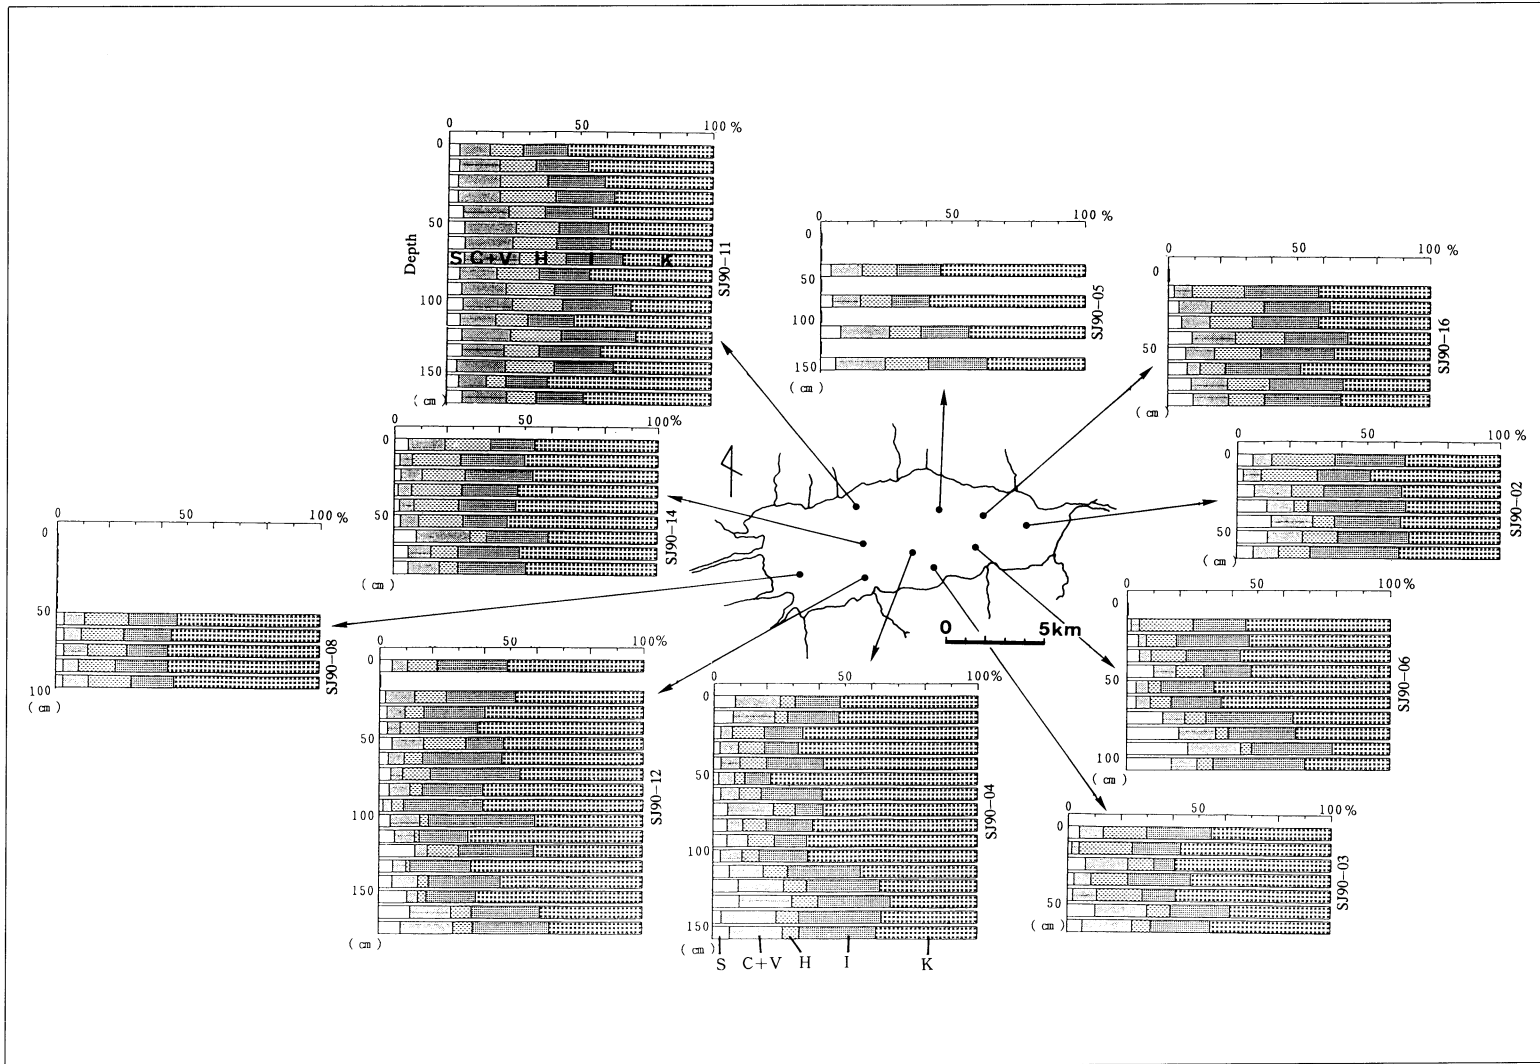 0 50 100 %
0
50
100
150
Depth
( cm )
S C+V H I K
SJ90-11
0 50 100 %
0
50
100
150
( cm )
SJ90-05
0 50 100 %
0
50
( cm )
SJ90-16
0 50 100%
0
50
( cm )
SJ90-14
0 50 100 %
0
50
( cm )
SJ90-02
0 50 100 %
0
50
100
( cm )
SJ90-08
0 50 100%
0
50
100
150
( cm )
SJ90-12
0 50 100%
0
50
100
150
( cm )
S C+V H I K
SJ90-04
0 5km
0 50 100%
0
50
100
( cm )
SJ90-06
0 50 100%
0
50
( cm )
SJ90-03